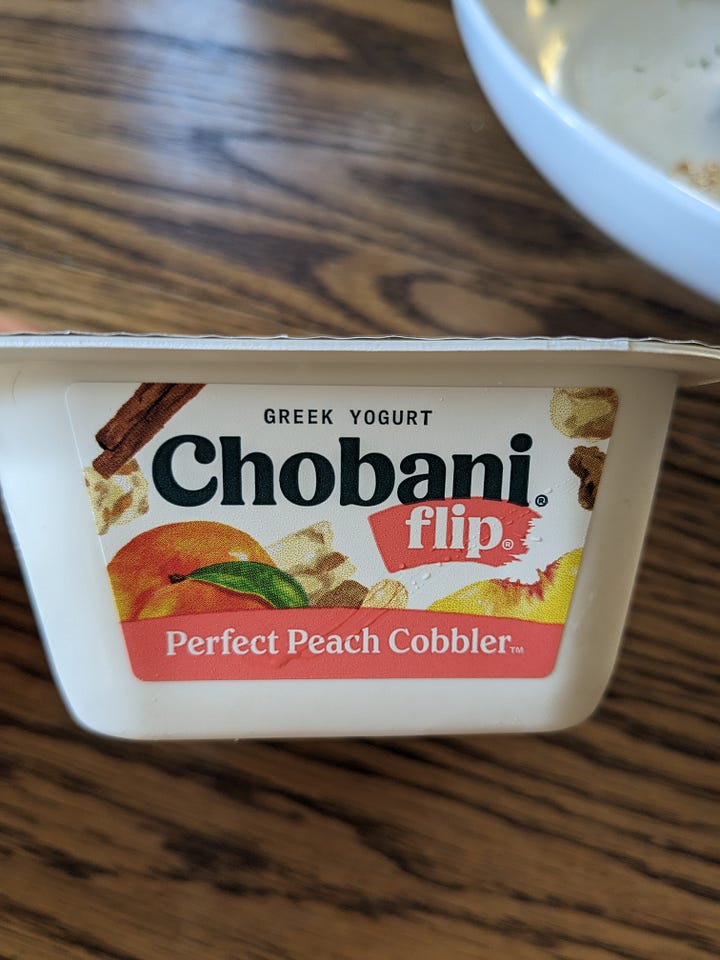 GREEK YOGURT
Chobani®
flip®
Perfect Peach Cobbler™